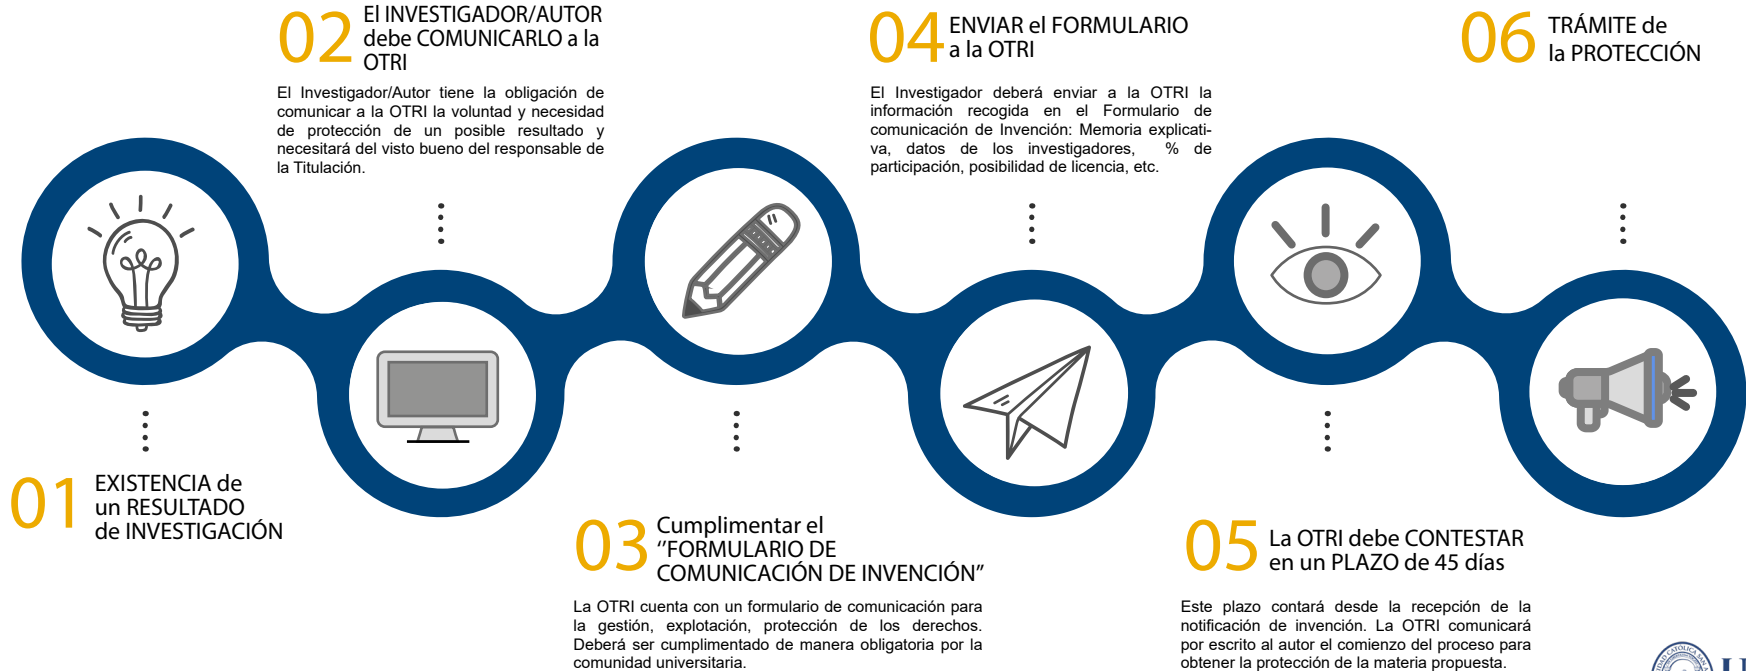 01
EXISTENCIA de
un RESULTADO
de INVESTIGACIÓN
02
El INVESTIGADOR/AUTOR
debe COMUNICARLO a la
OTRI
El Investigador/Autor tiene la obligación de
comunicar a la OTRI la voluntad y necesidad
de protección de un posible resultado y
necesitará del visto bueno del responsable de
la Titulación.
03
Cumplimentar el
‘’FORMULARIO DE
COMUNICACIÓN DE INVENCIÓN”
La OTRI cuenta con un formulario de comunicación para
la gestión, explotación, protección de los derechos.
Deberá ser cumplimentado de manera obligatoria por la
comunidad universitaria.
04
ENVIAR el FORMULARIO
a la OTRI
El Investigador deberá enviar a la OTRI la
información recogida en el Formulario de
comunicación de Invención: Memoria explicati-
va, datos de los investigadores, % de
participación, posibilidad de licencia, etc.
05
La OTRI debe CONTESTAR
en un PLAZO de 45 días
Este plazo contará desde la recepción de la
notificación de invención. La OTRI comunicará
por escrito al autor el comienzo del proceso para
obtener la protección de la materia propuesta.
06
TRÁMITE de
la PROTECCIÓN